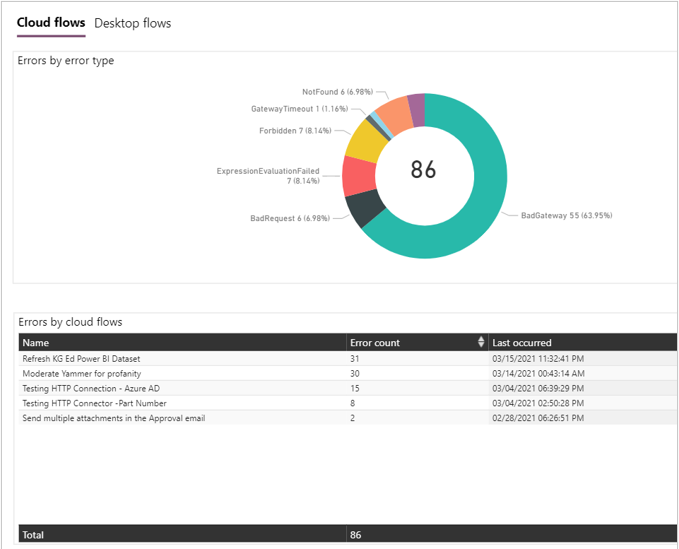 Cloud flows Desktop flows
Errors by error type
NotFound 6 (6.98%)
GatewayTimeout 1 (1.16%)
Forbidden 7 (8.14%)
ExpressionEvaluationFailed
7 (8.14%)
BadRequest 6 (6.98%)
86
BadGateway 55 (63.95%)
Errors by cloud flows
Name Error count Last occurred
Refresh KG Ed Power BI Dataset 31 03/15/2021 11:32:41 PM
Moderate Yammer for profanity 30 03/14/2021 00:43:14 AM
Testing HTTP Connection - Azure AD 15 03/04/2021 06:39:29 PM
Testing HTTP Connector -Part Number 8 03/04/2021 02:50:28 PM
Send multiple attachments in the Approval email 2 02/28/2021 06:26:51 PM
Total 86